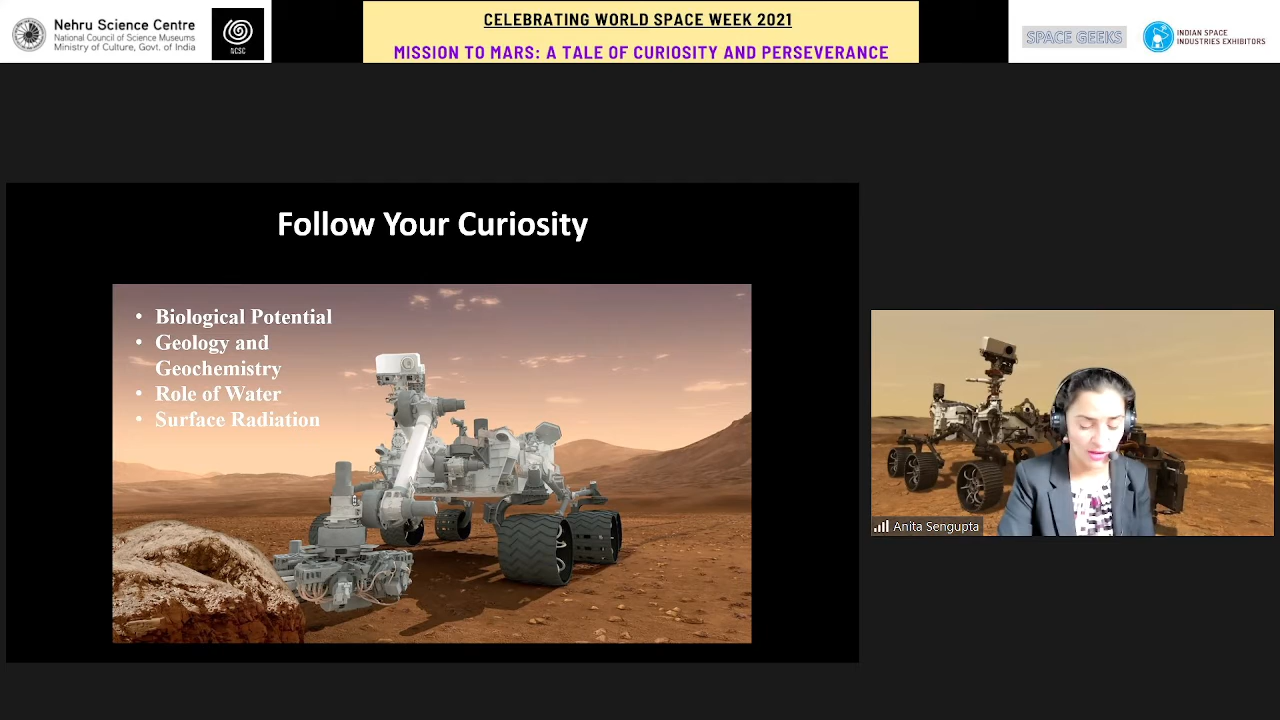 Nehru Science Centre
National Council of Science Museums
Ministry of Culture, Govt. of India
NCSC
CELEBRATING WORLD SPACE WEEK 2021
MISSION TO MARS: A TALE OF CURIOSITY AND PERSEVERANCE
SPACE GEEKS
INDIAN SPACE
INDUSTRIES EXHIBITORS
Follow Your Curiosity
• Biological Potential
• Geology and
Geochemistry
• Role of Water
• Surface Radiation
Anita Sengupta